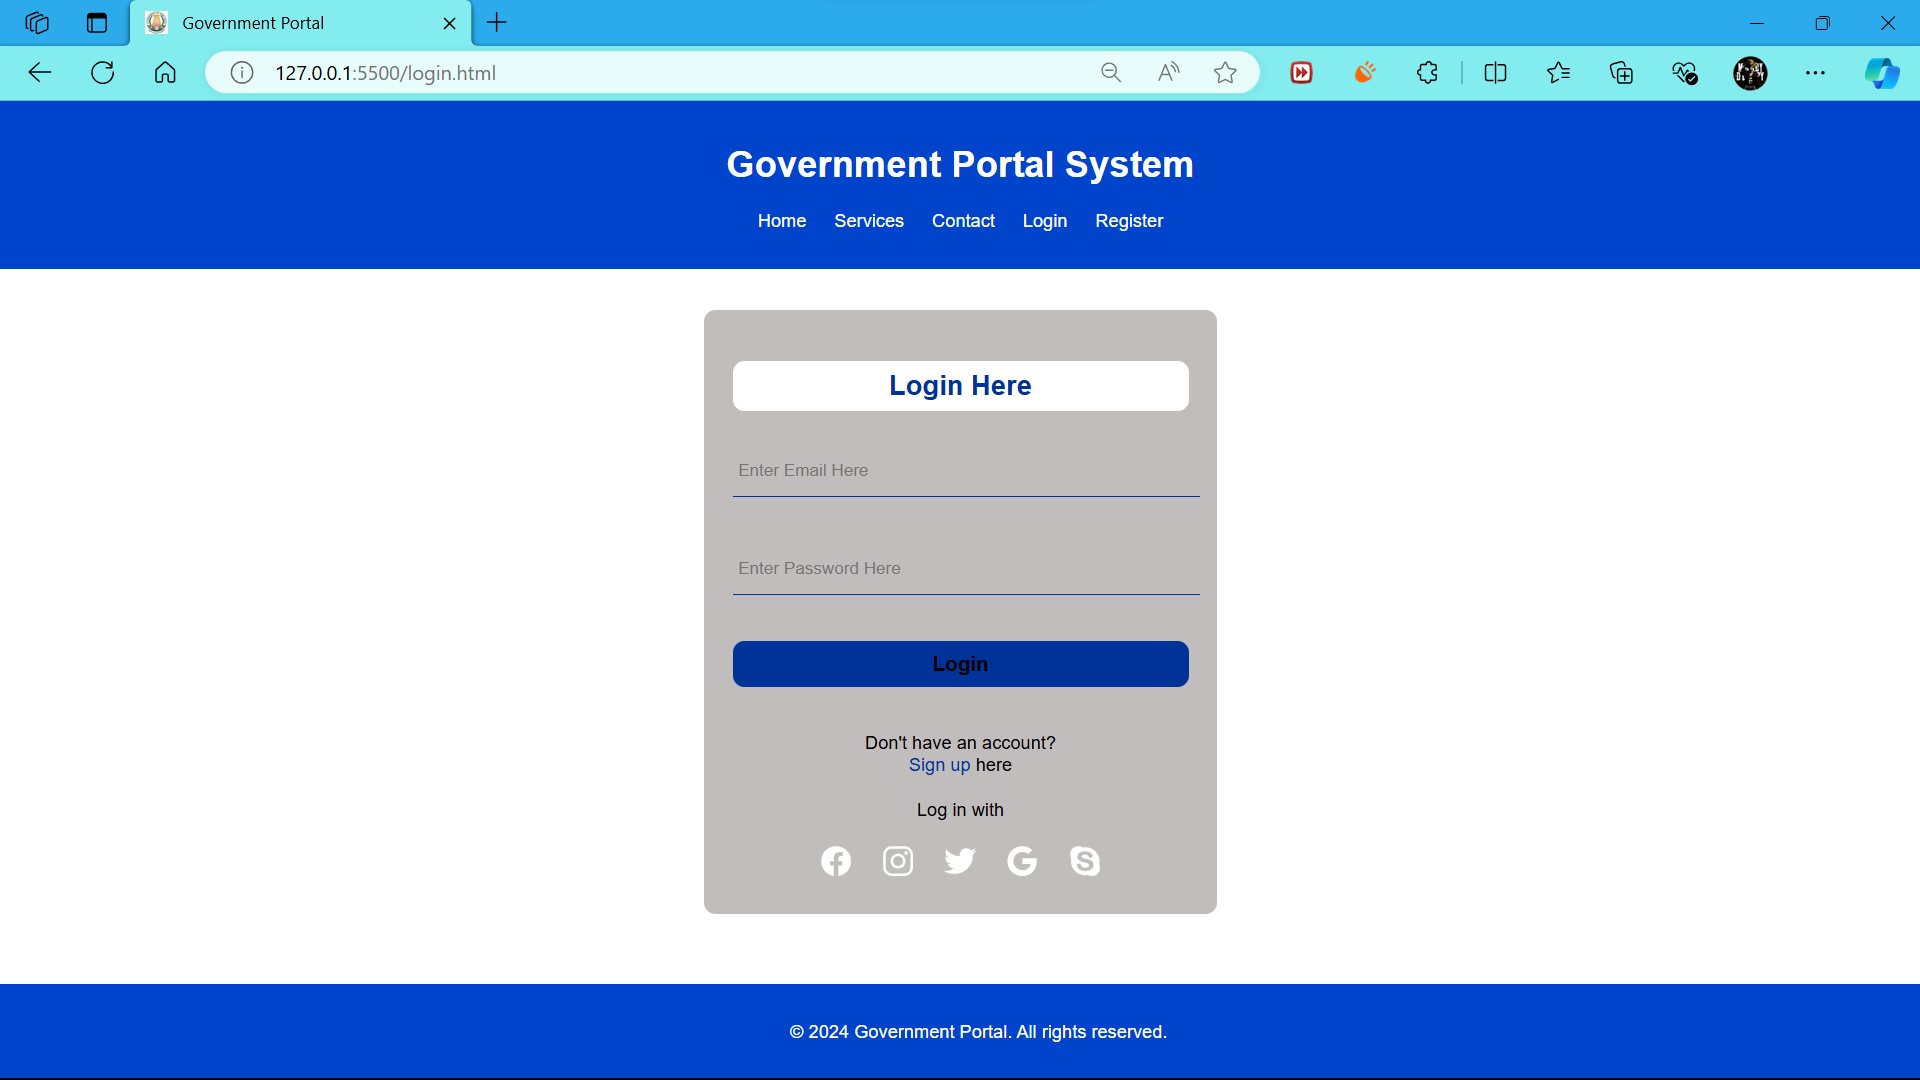 Government Portal
127.0.0.1:5500/login.html
Government Portal System
Home Services Contact Login Register
Login Here
Enter Email Here
Enter Password Here
Login
Don't have an account?
Sign up here
Log in with
© 2024 Government Portal. All rights reserved.